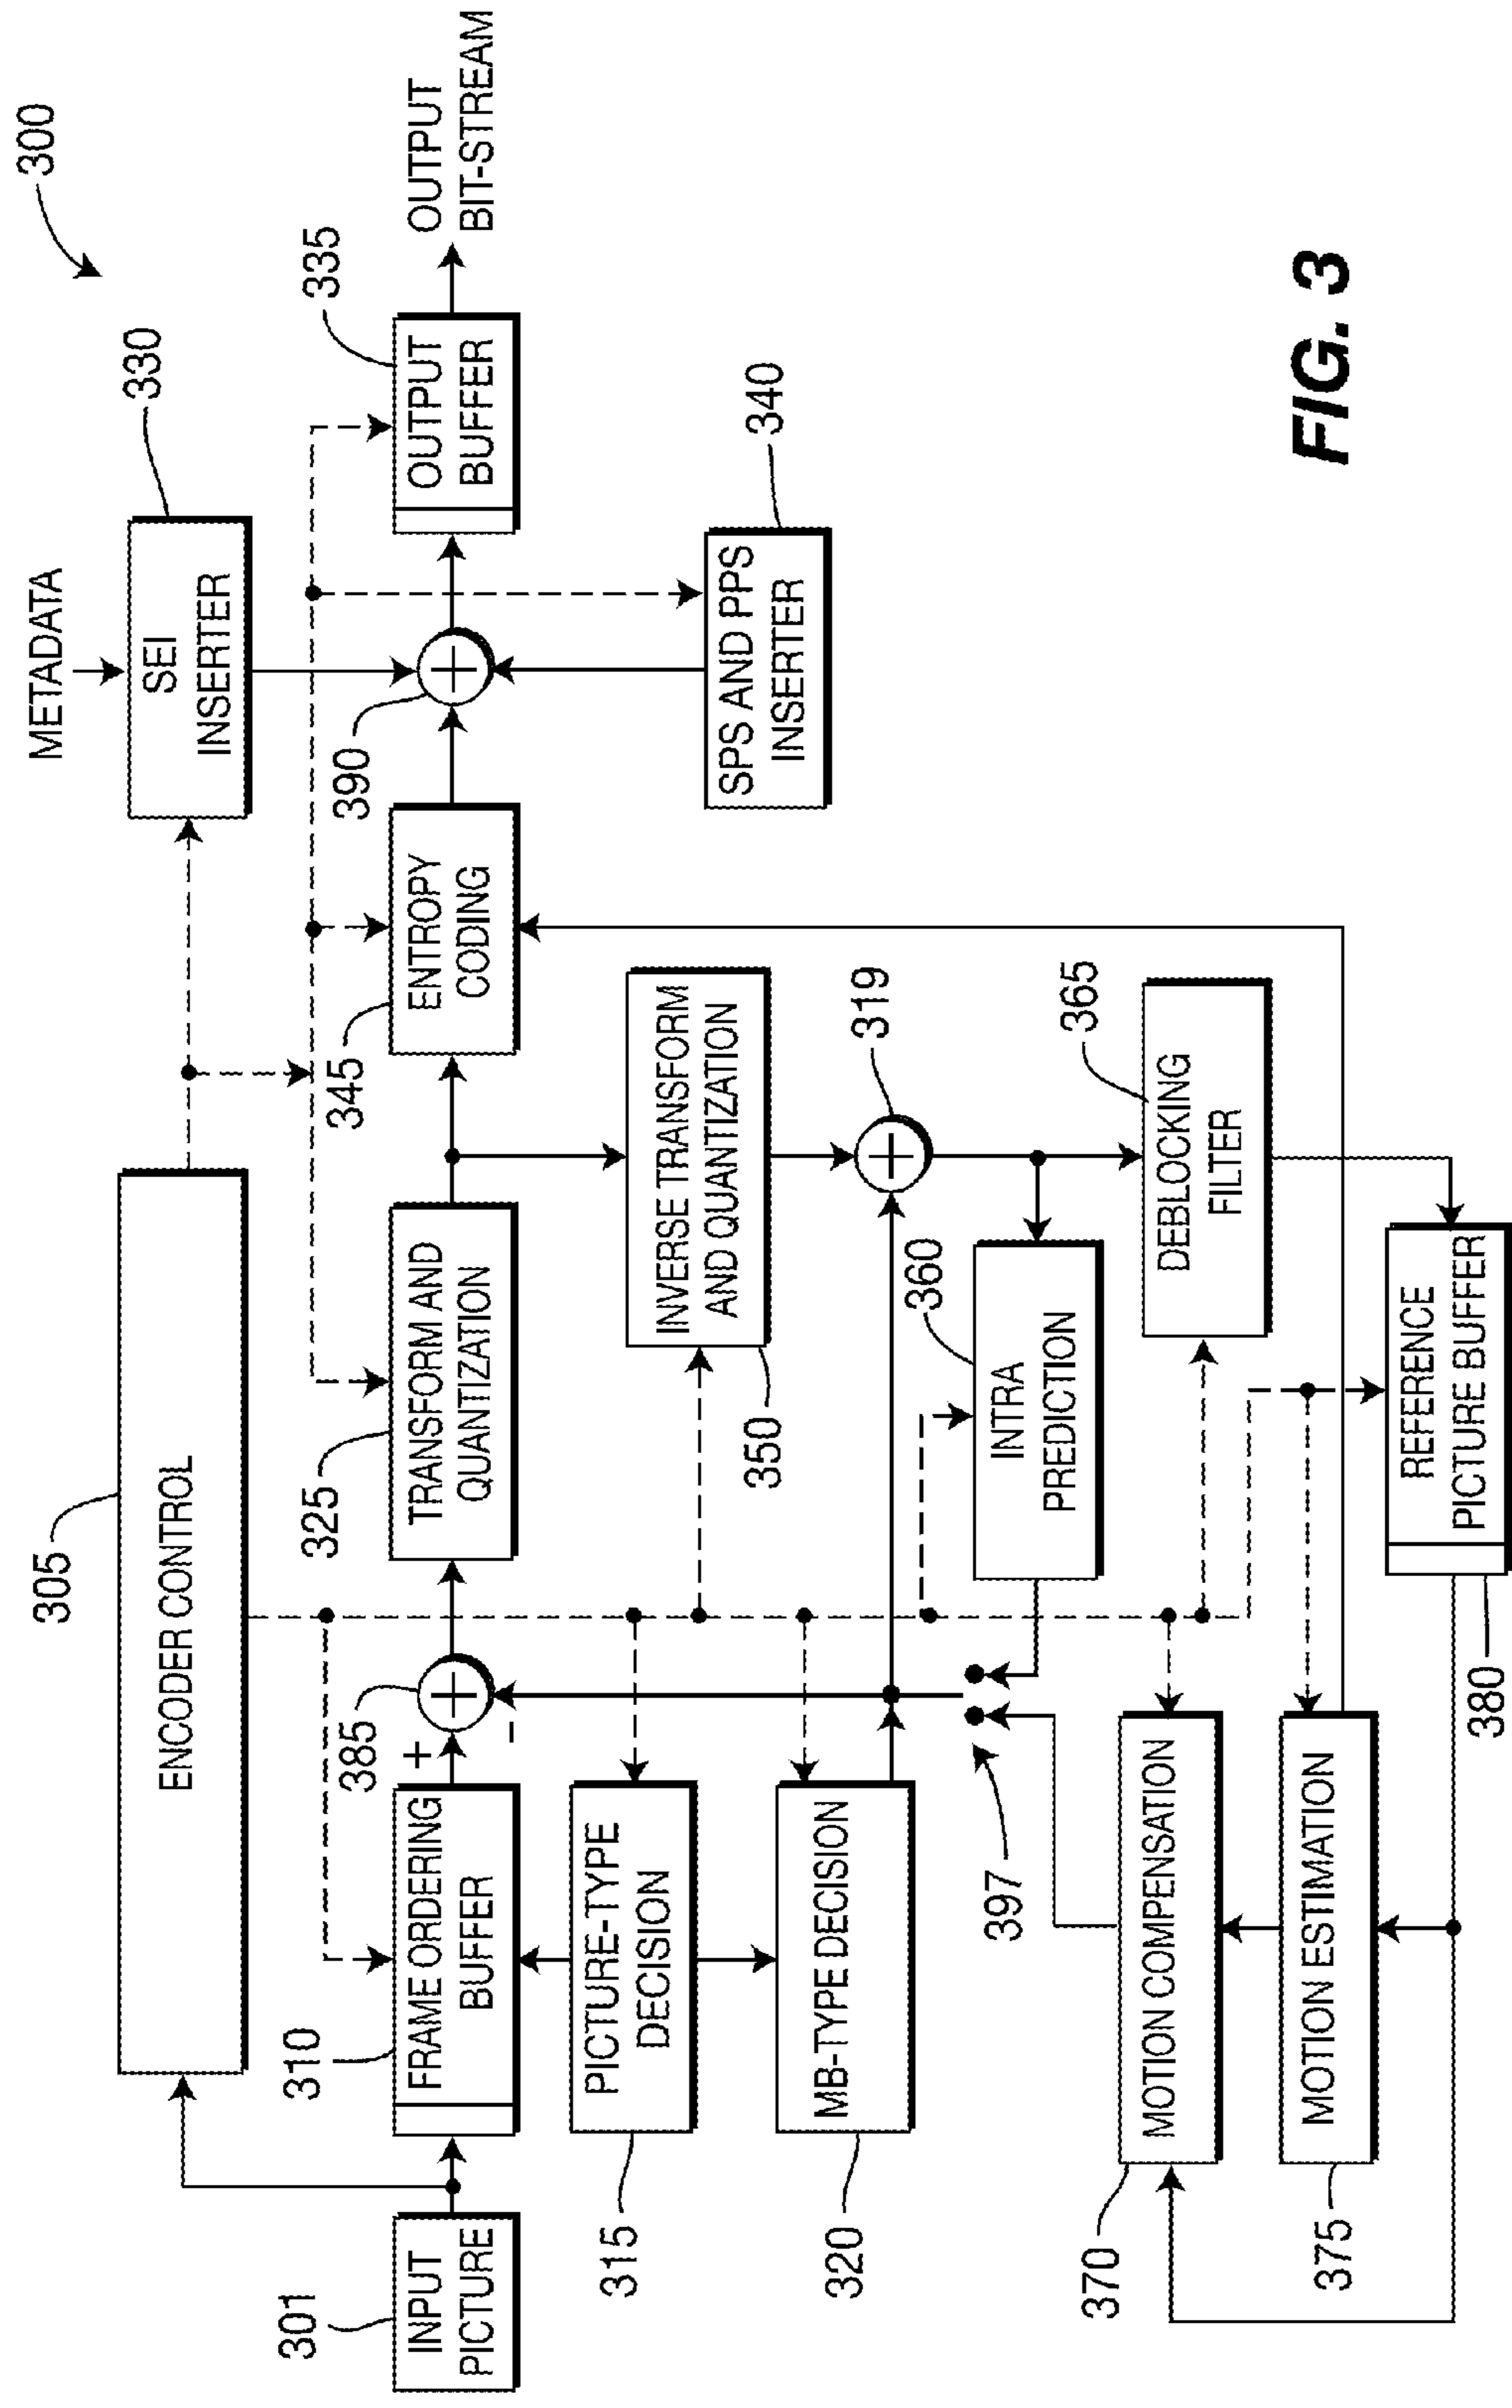 300
METADATA
330
SEI
INSERTER
305
ENCODER CONTROL
335
OUTPUT
BUFFER
OUTPUT
BIT-STREAM
390
345
ENTROPY
CODING
325
TRANSFORM AND
QUANTIZATION
385
+
-
310
FRAME ORDERING
BUFFER
301
INPUT
PICTURE
340
SPS AND PPS
INSERTER
350
INVERSE TRANSFORM
AND QUANTIZATION
315
PICTURE-TYPE
DECISION
319
320
MB-TYPE DECISION
360
INTRA
PREDICTION
397
365
DEBLOCKING
FILTER
370
MOTION COMPENSATION
375
MOTION ESTIMATION
380
REFERENCE
PICTURE BUFFER
FIG. 3